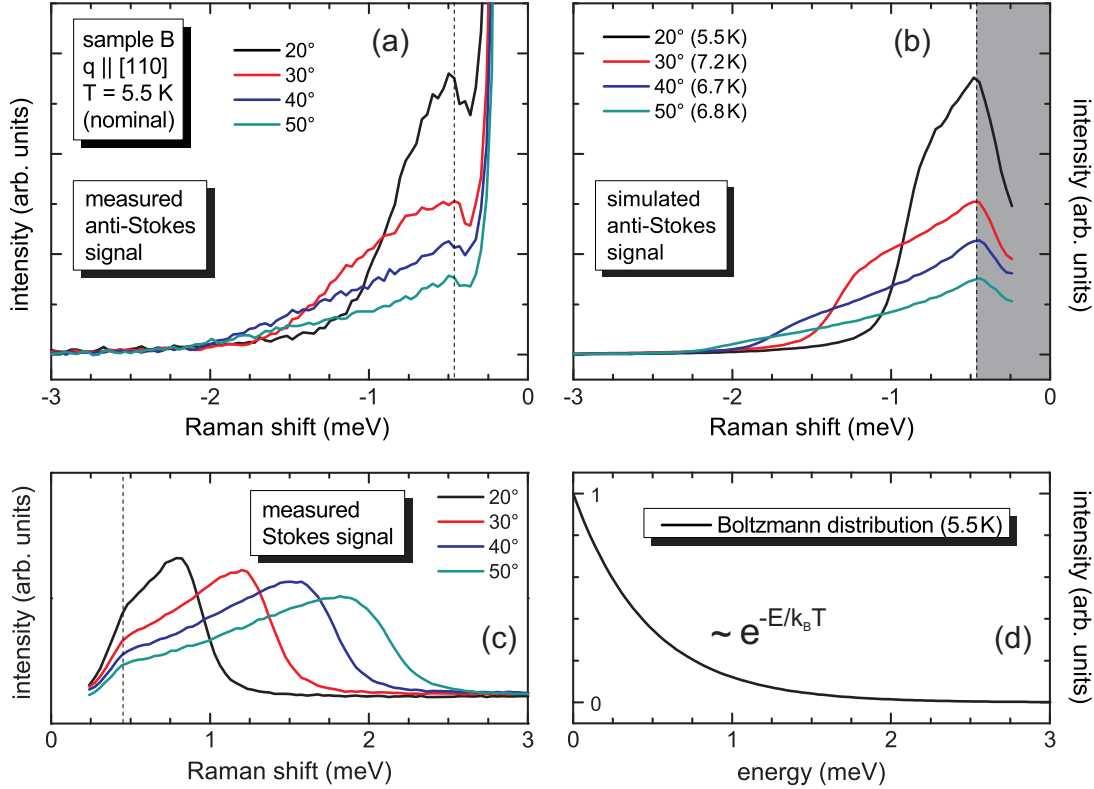 sample B
q || [110]
T = 5.5 K
(nominal)
20°
30°
40°
50°
(a)
measured
anti-Stokes
signal
intensity (arb. units)
-3
-2
-1
0
Raman shift (meV)
20° (5.5K)
30° (7.2K)
40° (6.7K)
50° (6.8K)
(b)
simulated
anti-Stokes
signal
intensity (arb. units)
-3
-2
-1
0
Raman shift (meV)
measured
Stokes signal
20°
30°
40°
50°
(c)
intensity (arb. units)
0
1
2
3
Raman shift (meV)
1
0
Boltzmann distribution (5.5K)
~ e^-E/k_BT
(d)
intensity (arb. units)
0
1
2
3
energy (meV)